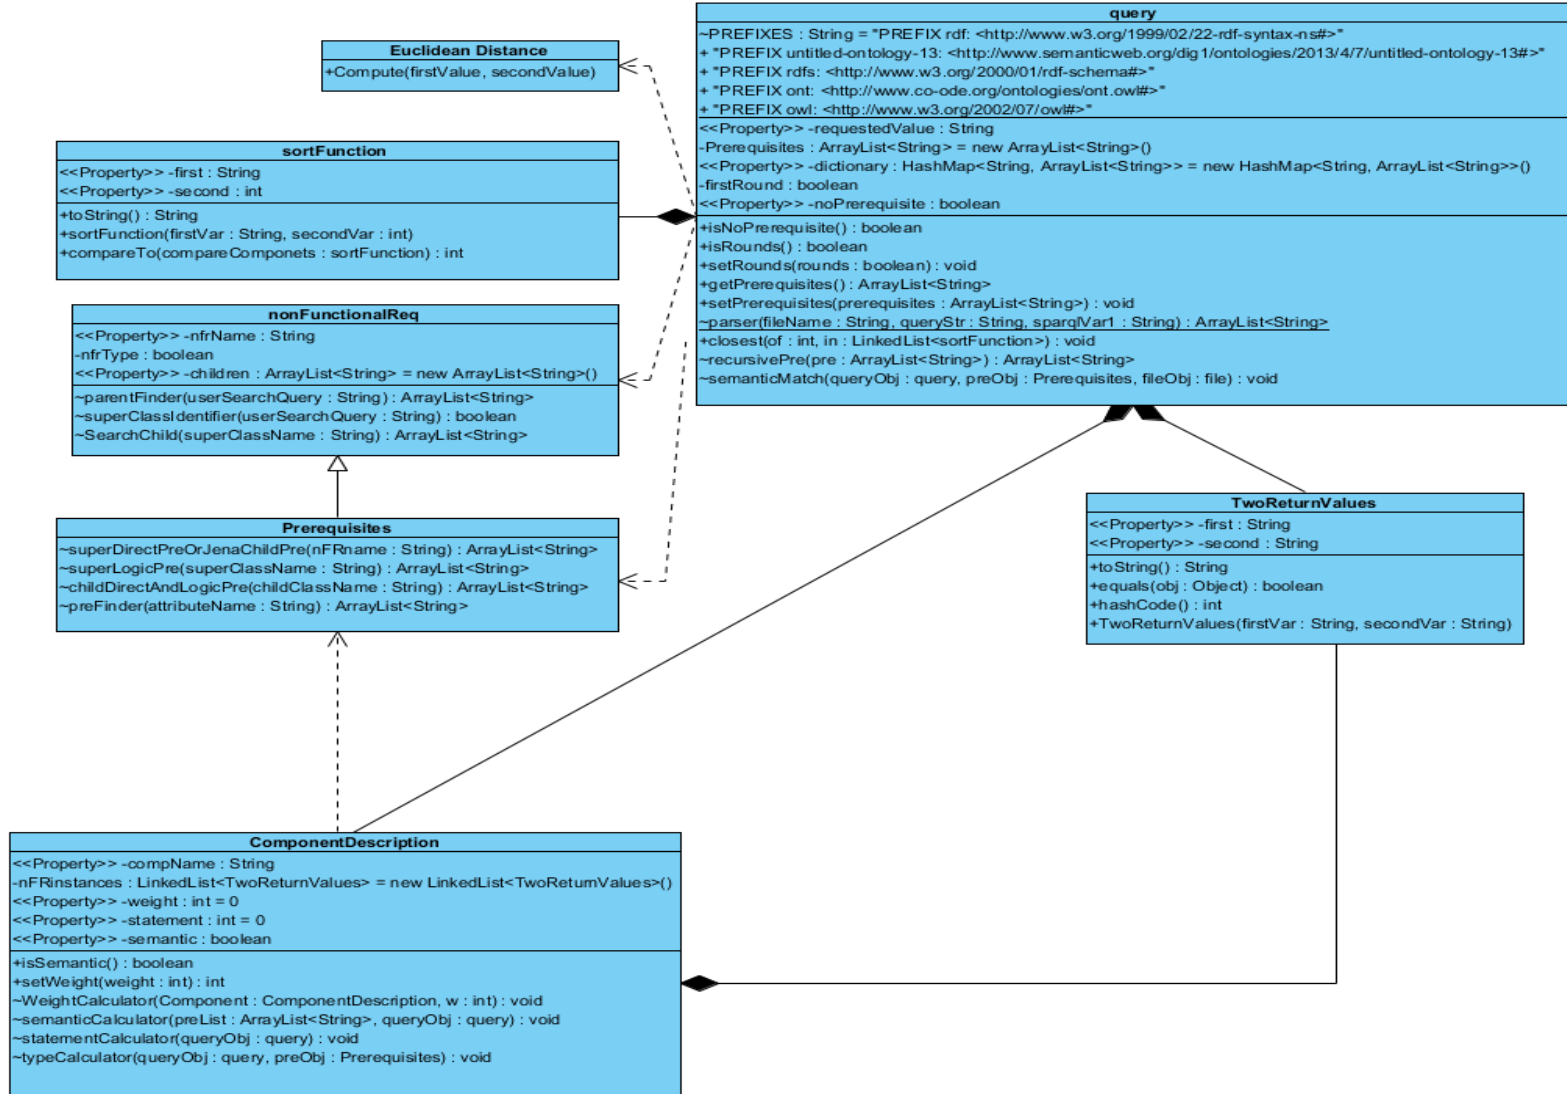 Euclidean Distance
+Compute(firstValue, secondValue)
sortFunction
<<Property>> -first : String
<<Property>> -second : int
+toString() : String
+sortFunction(firstVar : String, secondVar : int)
+compareTo(compareComponets : sortFunction) : int
nonFunctionalReq
<<Property>> -nfrName : String
-nfrType : boolean
<<Property>> -children : ArrayList<String> = new ArrayList<String>()
~parentFinder(userSearchQuery : String) : ArrayList<String>
~superClassIdentifier(userSearchQuery : String) : boolean
~SearchChild(superClassName : String) : ArrayList<String>
Prerequisites
~superDirectPreOrJenaChildPre(nFRname : String) : ArrayList<String>
~superLogicPre(superClassName : String) : ArrayList<String>
~childDirectAndLogicPre(childClassName : String) : ArrayList<String>
~preFinder(attributeName : String) : ArrayList<String>
query
~PREFIXES : String = "PREFIX rdf: <http://www.w3.org/1999/02/22-rdf-syntax-ns#>"
+ "PREFIX untitled-ontology-13: <http://www.semanticweb.org/dig1/ontologies/2013/4/7/untitled-ontology-13#>"
+ "PREFIX rdfs: <http://www.w3.org/2000/01/rdf-schema#>"
+ "PREFIX ont: <http://www.co-ode.org/ontologies/ont.owl#>"
+ "PREFIX owl: <http://www.w3.org/2002/07/owl#>"
<<Property>> -requestedValue : String
-Prerequisites : ArrayList<String> = new ArrayList<String>()
<<Property>> -dictionary : HashMap<String, ArrayList<String>> = new HashMap<String, ArrayList<String>>()
-firstRound : boolean
<<Property>> -noPrerequisite : boolean
+isNoPrerequisite() : boolean
+isRounds() : boolean
+setRounds(rounds : boolean) : void
+getPrerequisites() : ArrayList<String>
+setPrerequisites(prerequisites : ArrayList<String>) : void
~parser(fileName : String, queryStr : String, sparqlVar1 : String) : ArrayList<String>
+closest(of : int, in : LinkedList<sortFunction>) : void
~recursivePre(pre : ArrayList<String>) : ArrayList<String>
~semanticMatch(queryObj : query, preObj : Prerequisites, fileObj : file) : void
TwoReturnValues
<<Property>> -first : String
<<Property>> -second : String
+toString() : String
+equals(obj : Object) : boolean
+hashCode() : int
+TwoReturnValues(firstVar : String, secondVar : String)
ComponentDescription
<<Property>> -compName : String
-nFRinstances : LinkedList<TwoReturnValues> = new LinkedList<TwoReturnValues>()
<<Property>> -weight : int = 0
<<Property>> -statement : int = 0
<<Property>> -semantic : boolean
+isSemantic() : boolean
+setWeight(weight : int) : int
~WeightCalculator(Component : ComponentDescription, w : int) : void
~semanticCalculator(preList : ArrayList<String>, queryObj : query) : void
~statementCalculator(queryObj : query) : void
~typeCalculator(queryObj : query, preObj : Prerequisites) : void